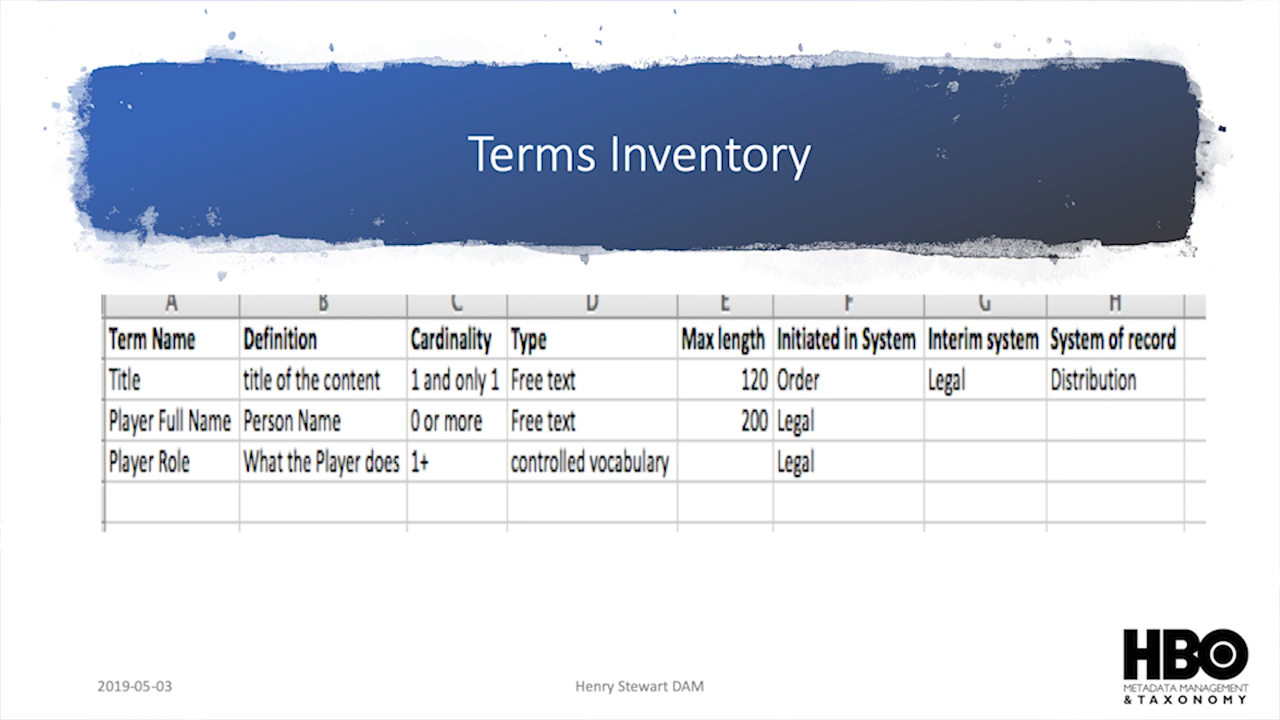 Terms Inventory
A B C D E F G H
Term Name Definition Cardinality Type Max length Initiated in System Interim system System of record
Title title of the content 1 and only 1 Free text 120 Order Legal Distribution
Player Full Name Person Name 0 or more Free text 200 Legal
Player Role What the Player does 1+ controlled vocabulary Legal
HBO
METADATA MANAGEMENT
& TAXONOMY
2019-05-03 Henry Stewart DAM